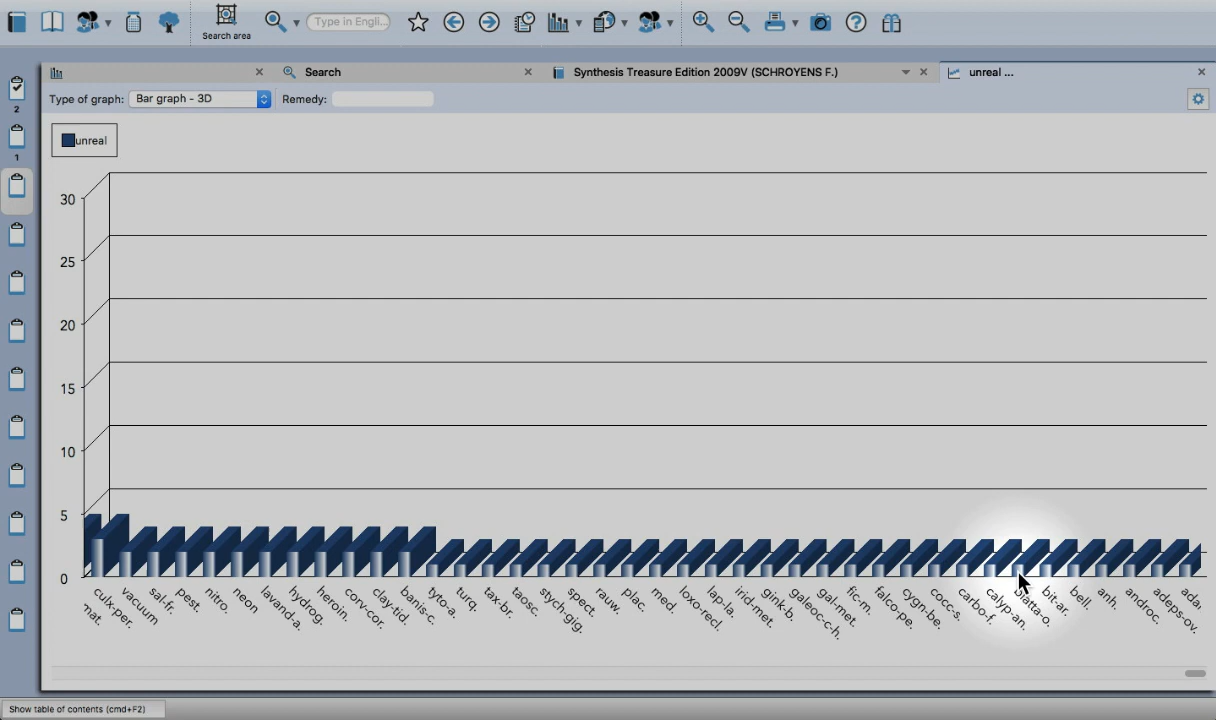 Type in Engli...
Search area
2
1
Search
Synthesis Treasure Edition 2009V (SCHROYENS F.)
unreal ...
Type of graph: Bar graph - 3D Remedy:
unreal
30
25
20
15
10
5
0
mat.
culx-per.
vacuum
sal-fr.
pest.
nitro.
neon
lavand-a.
hydrog.
heroin.
corv-cor.
clay-tid.
banis-c.
tyto-a.
turq.
tax-br.
taosc.
stych-gig.
spect.
rauw.
plac.
med.
loxo-recl.
lap-la.
irid-met.
gink-b.
galeoc-c-h.
gal-met.
fic-m.
falco-pe.
cygn-be.
cocc-s.
carbo-f.
calyp-an.
blatta-o.
bit-ar.
bell.
anh.
androc.
adeps-ov.
ada
Show table of contents (cmd+F2)